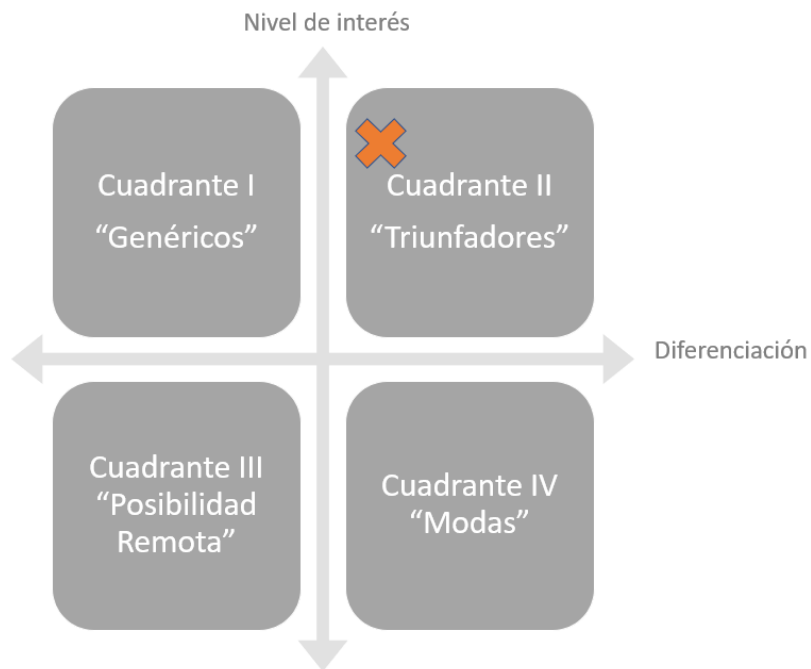 Nivel de interés
Cuadrante I
“Genéricos”
Cuadrante II
“Triunfadores”
Diferenciación
Cuadrante III
“Posibilidad
Remota”
Cuadrante IV
“Modas”